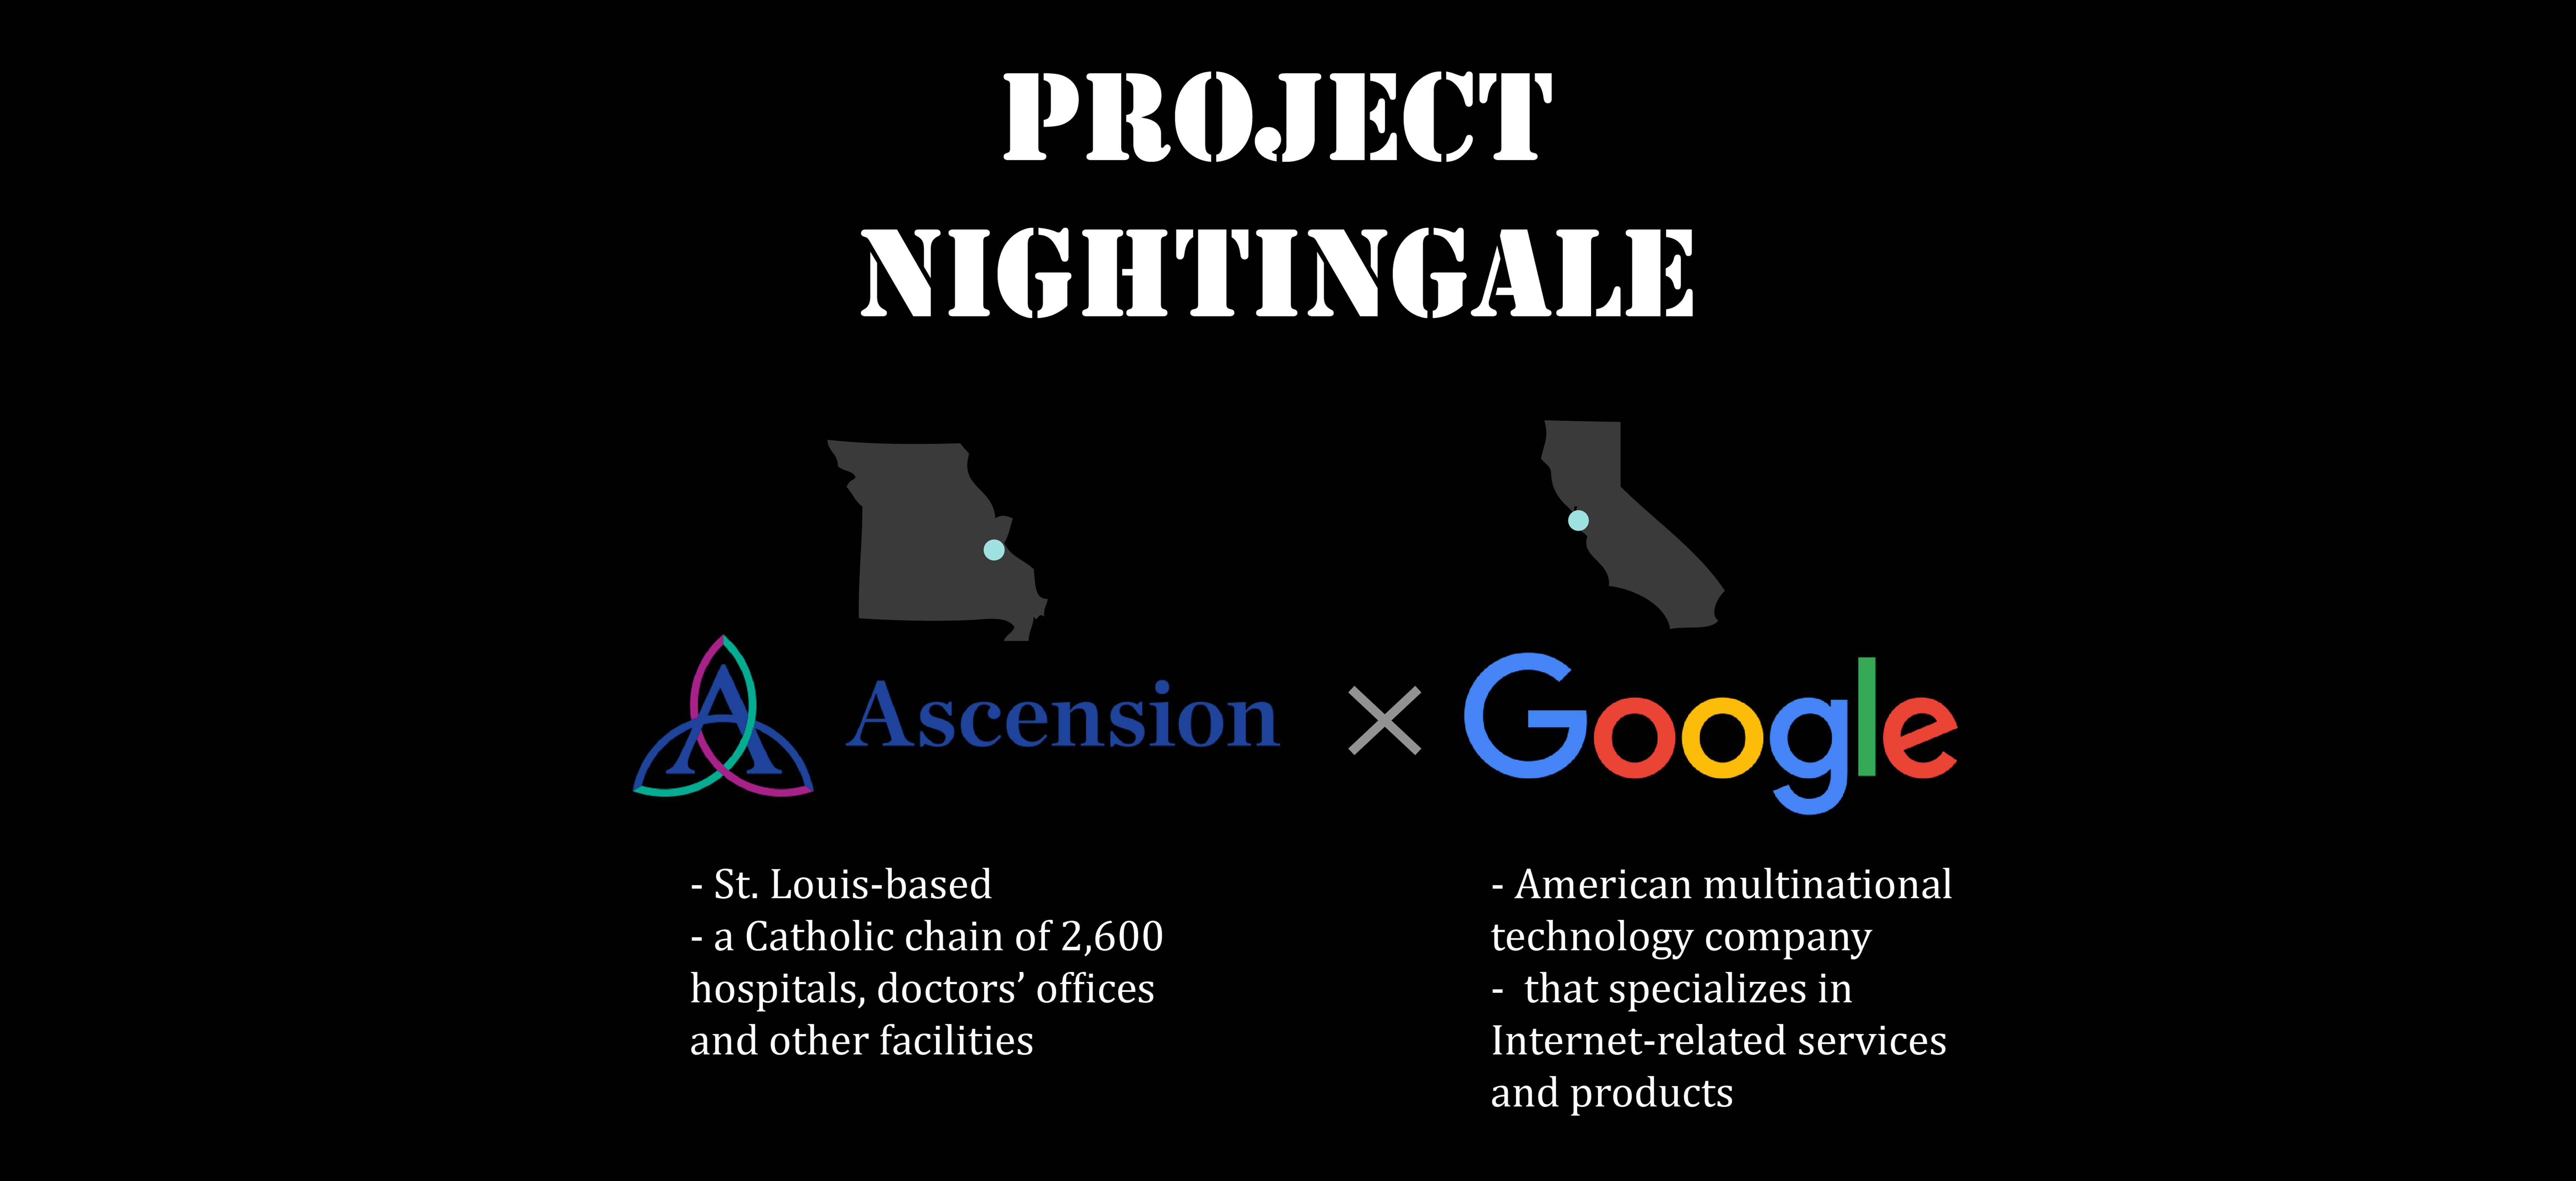 PROJECT
NIGHTINGALE
A
Ascension
Google
- St. Louis-based
- a Catholic chain of 2,600
hospitals, doctors’ offices
and other facilities
- American multinational
technology company
-  that specializes in
Internet-related services
and products